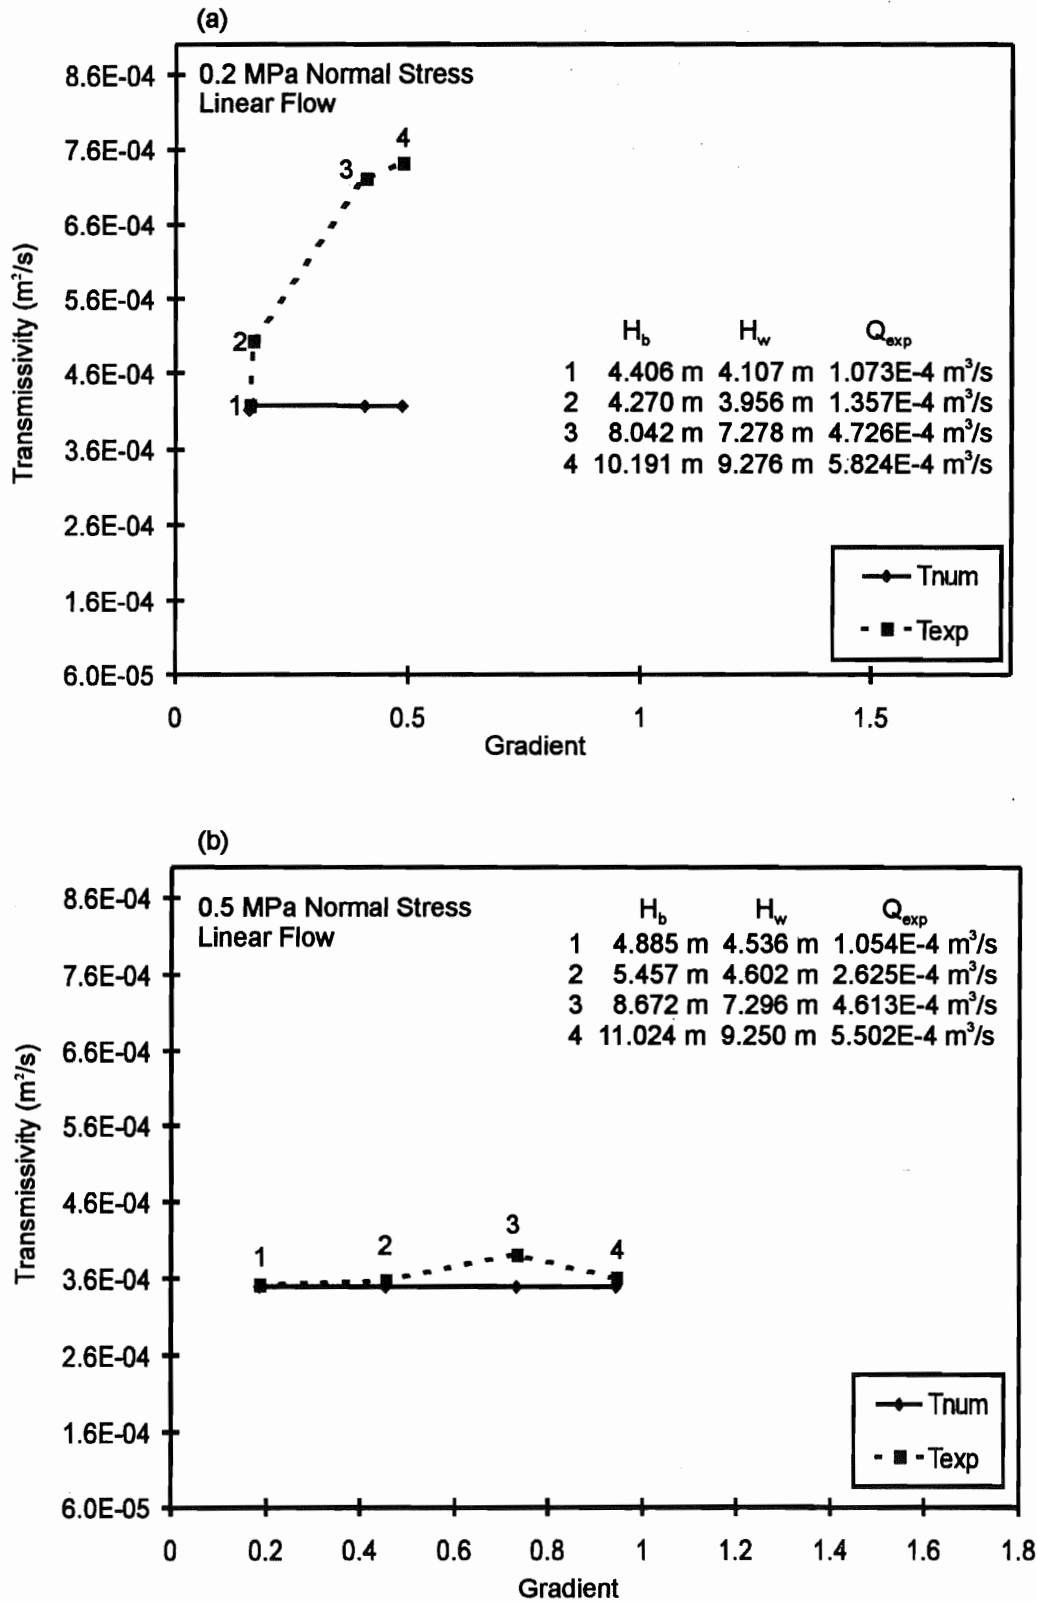 (a)
0.2 MPa Normal Stress
Linear Flow
8.6E-04
7.6E-04
6.6E-04
5.6E-04
4.6E-04
3.6E-04
2.6E-04
1.6E-04
6.0E-05
Transmissivity (m²/s)
1
2
3
4
H_b H_w Q_exp
1 4.406 m 4.107 m 1.073E-4 m³/s
2 4.270 m 3.956 m 1.357E-4 m³/s
3 8.042 m 7.278 m 4.726E-4 m³/s
4 10.191 m 9.276 m 5.824E-4 m³/s
Tnum
Texp
0 0.5 1 1.5
Gradient
(b)
0.5 MPa Normal Stress
Linear Flow
H_b H_w Q_exp
1 4.885 m 4.536 m 1.054E-4 m³/s
2 5.457 m 4.602 m 2.625E-4 m³/s
3 8.672 m 7.296 m 4.613E-4 m³/s
4 11.024 m 9.250 m 5.502E-4 m³/s
8.6E-04
7.6E-04
6.6E-04
5.6E-04
4.6E-04
3.6E-04
2.6E-04
1.6E-04
6.0E-05
Transmissivity (m²/s)
1
2
3
4
Tnum
Texp
0 0.2 0.4 0.6 0.8 1 1.2 1.4 1.6 1.8
Gradient